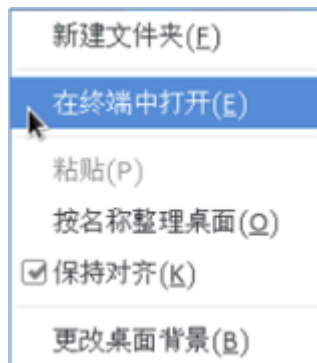 新建文件夹(F)
在终端中打开(E)
粘贴(P)
按名称整理桌面(O)
保持对齐(K)
更改桌面背景(B)